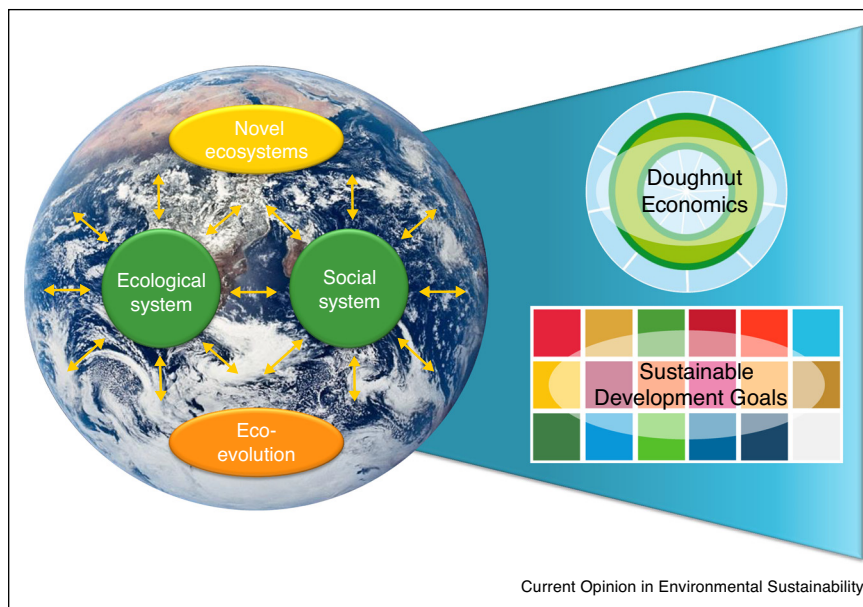 Novel
ecosystems
Ecological
system
Social
system
Eco-
evolution
Doughnut
Economics
Sustainable
Development Goals
Current Opinion in Environmental Sustainability